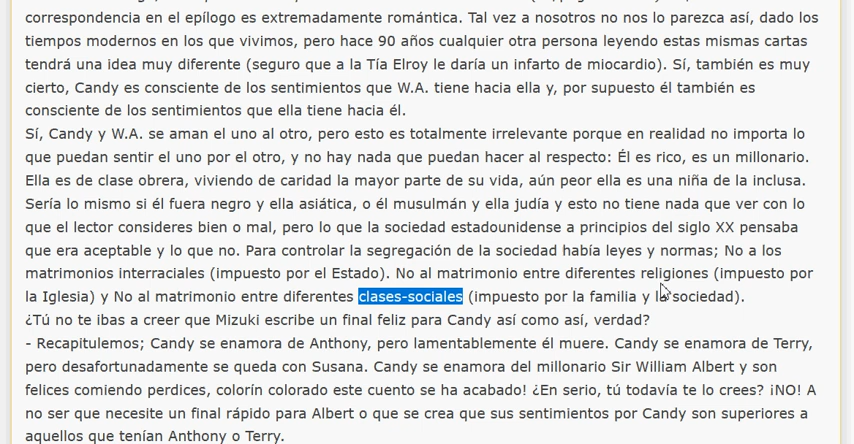 correspondencia en el epílogo es extremadamente romántica. Tal vez a nosotros no nos lo parezca así, dado los
tiempos modernos en los que vivimos, pero hace 90 años cualquier otra persona leyendo estas mismas cartas
tendrá una idea muy diferente (seguro que a la Tía Elroy le daría un infarto de miocardio). Sí, también es muy
cierto, Candy es consciente de los sentimientos que W.A. tiene hacia ella y, por supuesto él también es
consciente de los sentimientos que ella tiene hacia él.
Sí, Candy y W.A. se aman el uno al otro, pero esto es totalmente irrelevante porque en realidad no importa lo
que puedan sentir el uno por el otro, y no hay nada que puedan hacer al respecto: Él es rico, es un millonario.
Ella es de clase obrera, viviendo de caridad la mayor parte de su vida, aún peor ella es una niña de la inclusa.
Sería lo mismo si él fuera negro y ella asiática, o él musulmán y ella judía y esto no tiene nada que ver con lo
que el lector consideres bien o mal, pero lo que la sociedad estadounidense a principios del siglo XX pensaba
que era aceptable y lo que no. Para controlar la segregación de la sociedad había leyes y normas; No a los
matrimonios interraciales (impuesto por el Estado). No al matrimonio entre diferentes religiones (impuesto por
la Iglesia) y No al matrimonio entre diferentes clases-sociales (impuesto por la familia y la sociedad).
¿Tú no te ibas a creer que Mizuki escribe un final feliz para Candy así como así, verdad?
- Recapitulemos; Candy se enamora de Anthony, pero lamentablemente él muere. Candy se enamora de Terry,
pero desafortunadamente se queda con Susana. Candy se enamora del millonario Sir William Albert y son
felices comiendo perdices, colorín colorado este cuento se ha acabado! ¿En serio, tú todavía te lo crees? ¡NO! A
no ser que necesite un final rápido para Albert o que se crea que sus sentimientos por Candy son superiores a
aquellos que tenían Anthony o Terry.